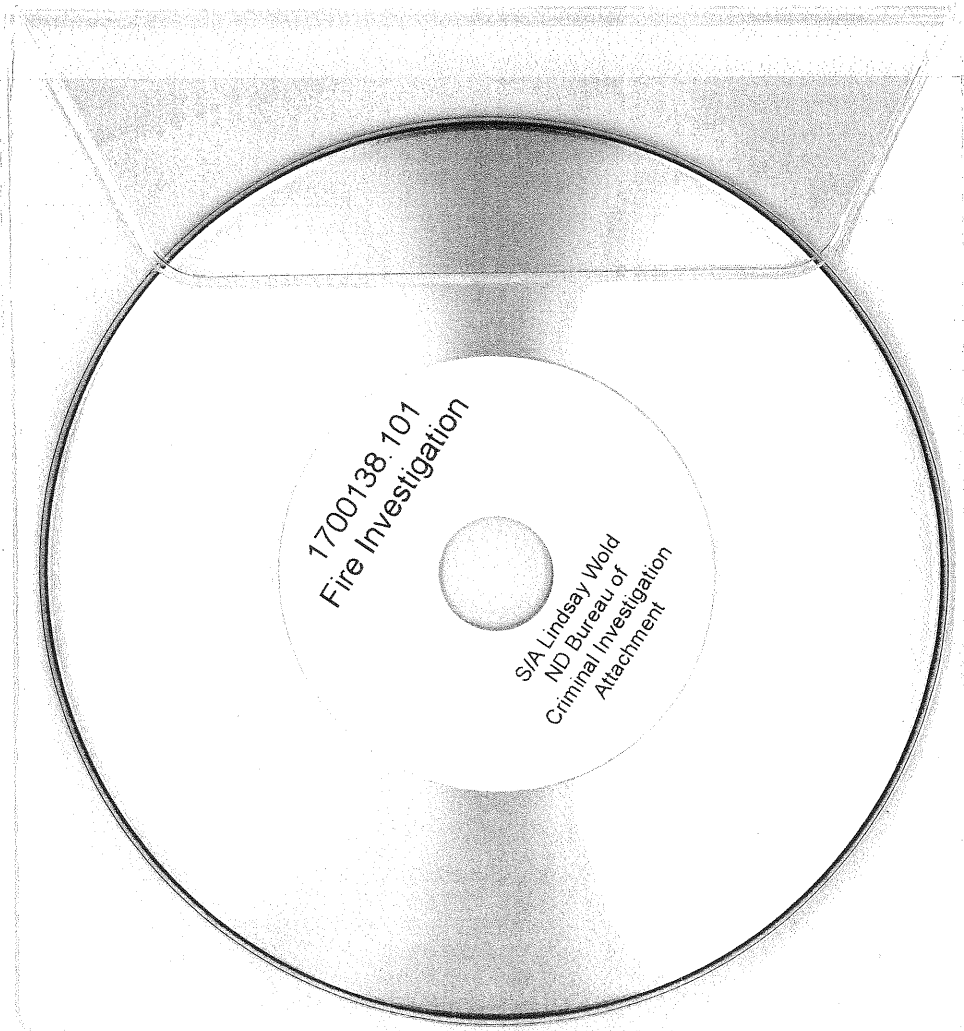 1700138.101
Fire Investigation
S/A Lindsay Wold
ND Bureau of
Criminal Investigation
Attachment